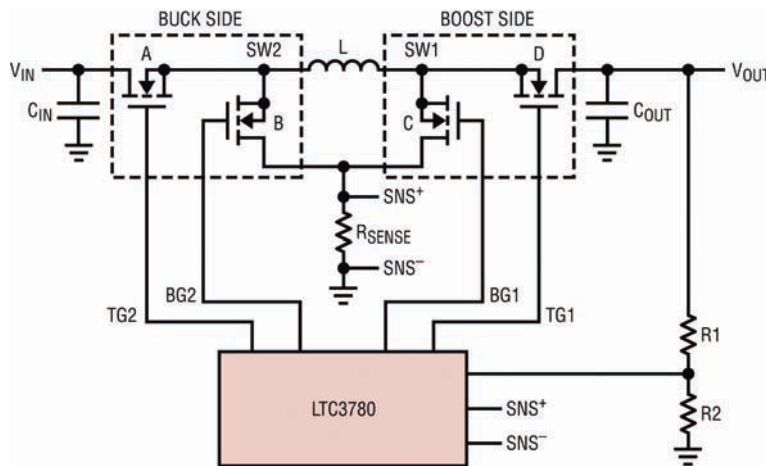 BUCK SIDE
BOOST SIDE
A
SW2
L
SW1
D
VIN
VOUT
CIN
B
C
COUT
SNS+
RSENSE
SNS−
BG2
BG1
TG2
TG1
R1
LTC3780
SNS+
R2
SNS−